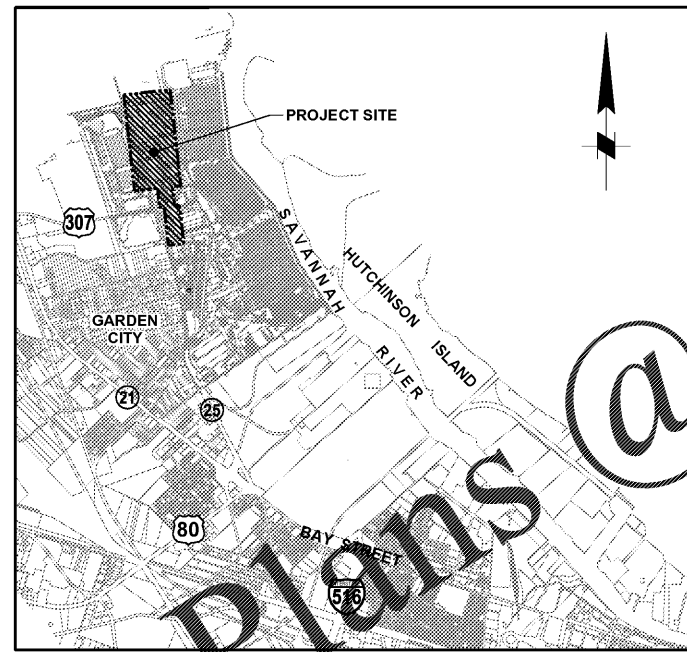 PROJECT SITE
307
SAVANNAH
RIVER
HUTCHINSON
ISLAND
GARDEN
CITY
21
25
80
BAY STREET
516
Plans @